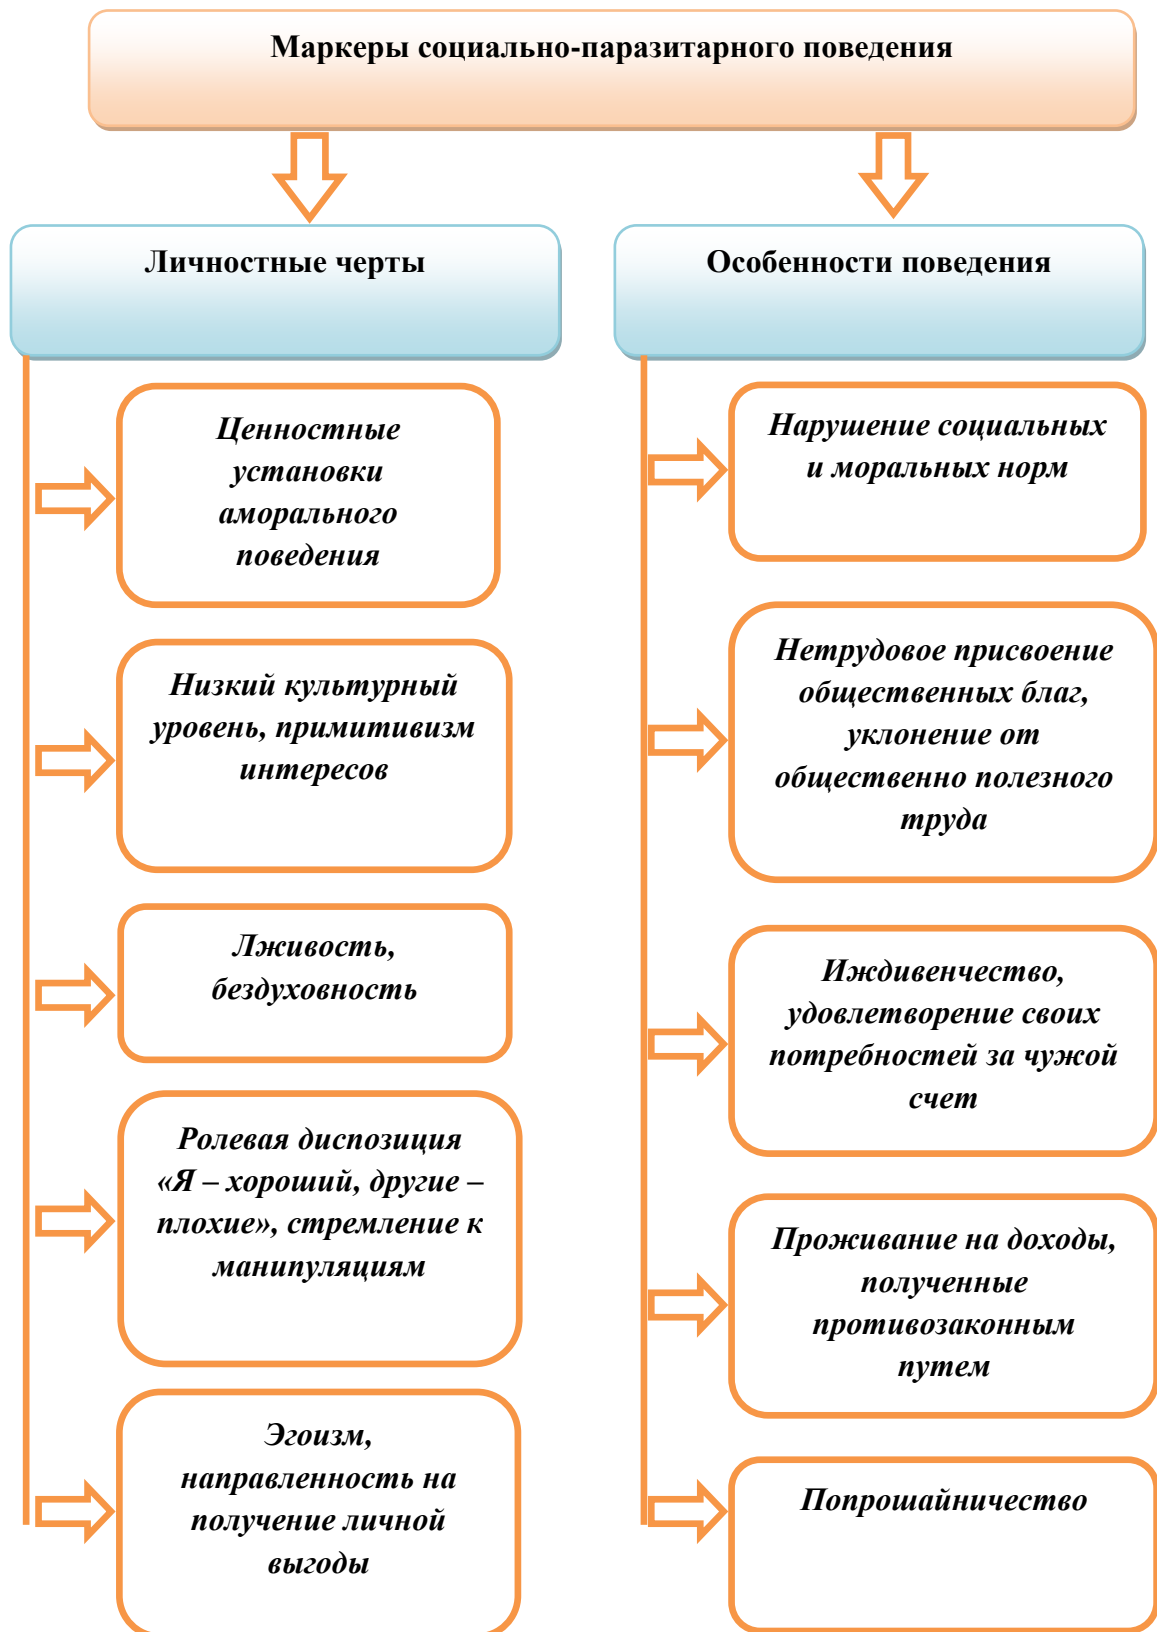 Маркеры социально-паразитарного поведения
Личностные черты
Ценностные
установки
аморального
поведения
Низкий культурный
уровень, примитивизм
интересов
Лживость,
бездуховность
Ролевая диспозиция
«Я – хороший, другие –
плохие», стремление к
манипуляциям
Эгоизм,
направленность на
получение личной
выгоды
Особенности поведения
Нарушение социальных
и моральных норм
Нетрудовое присвоение
общественных благ,
уклонение от
общественно полезного
труда
Иждивенчество,
удовлетворение своих
потребностей за чужой
счет
Проживание на доходы,
полученные
противозаконным
путем
Попрошайничество